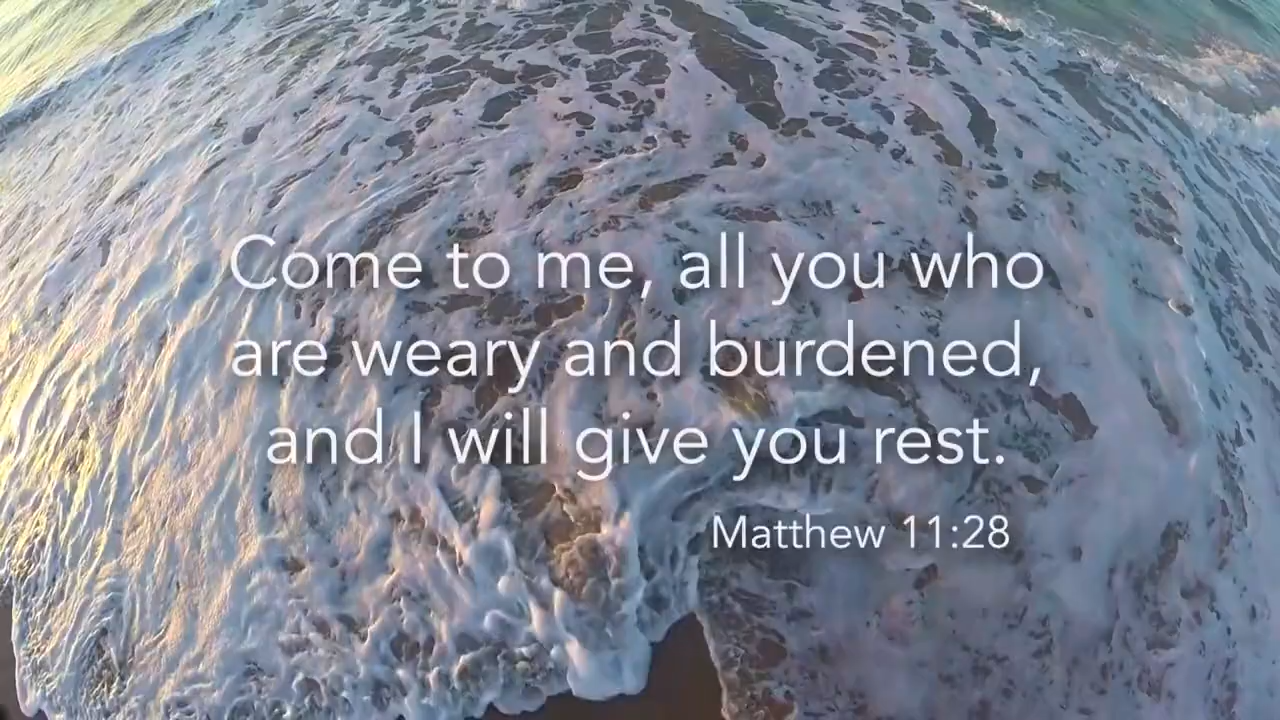 Come to me, all you who
are weary and burdened,
and I will give you rest.
Matthew 11:28